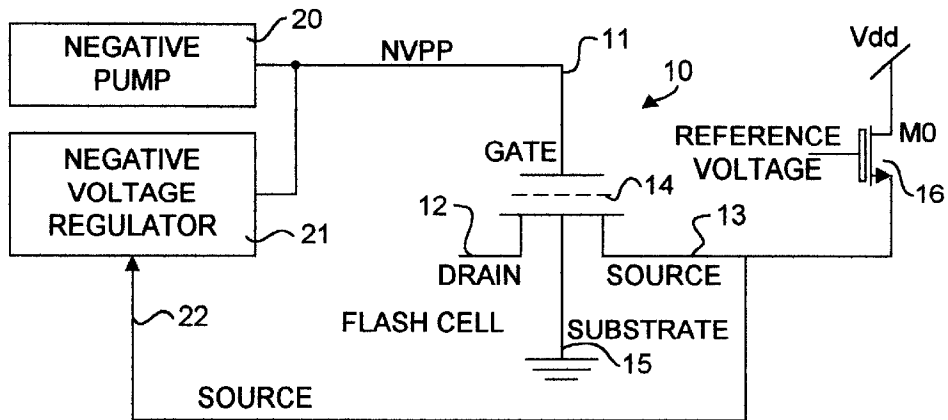 20
NEGATIVE
PUMP
NVPP
11
Vdd
10
NEGATIVE
VOLTAGE
REGULATOR
21
GATE
REFERENCE
VOLTAGE
M0
16
14
12
13
DRAIN
SOURCE
22
FLASH CELL
SUBSTRATE
15
SOURCE